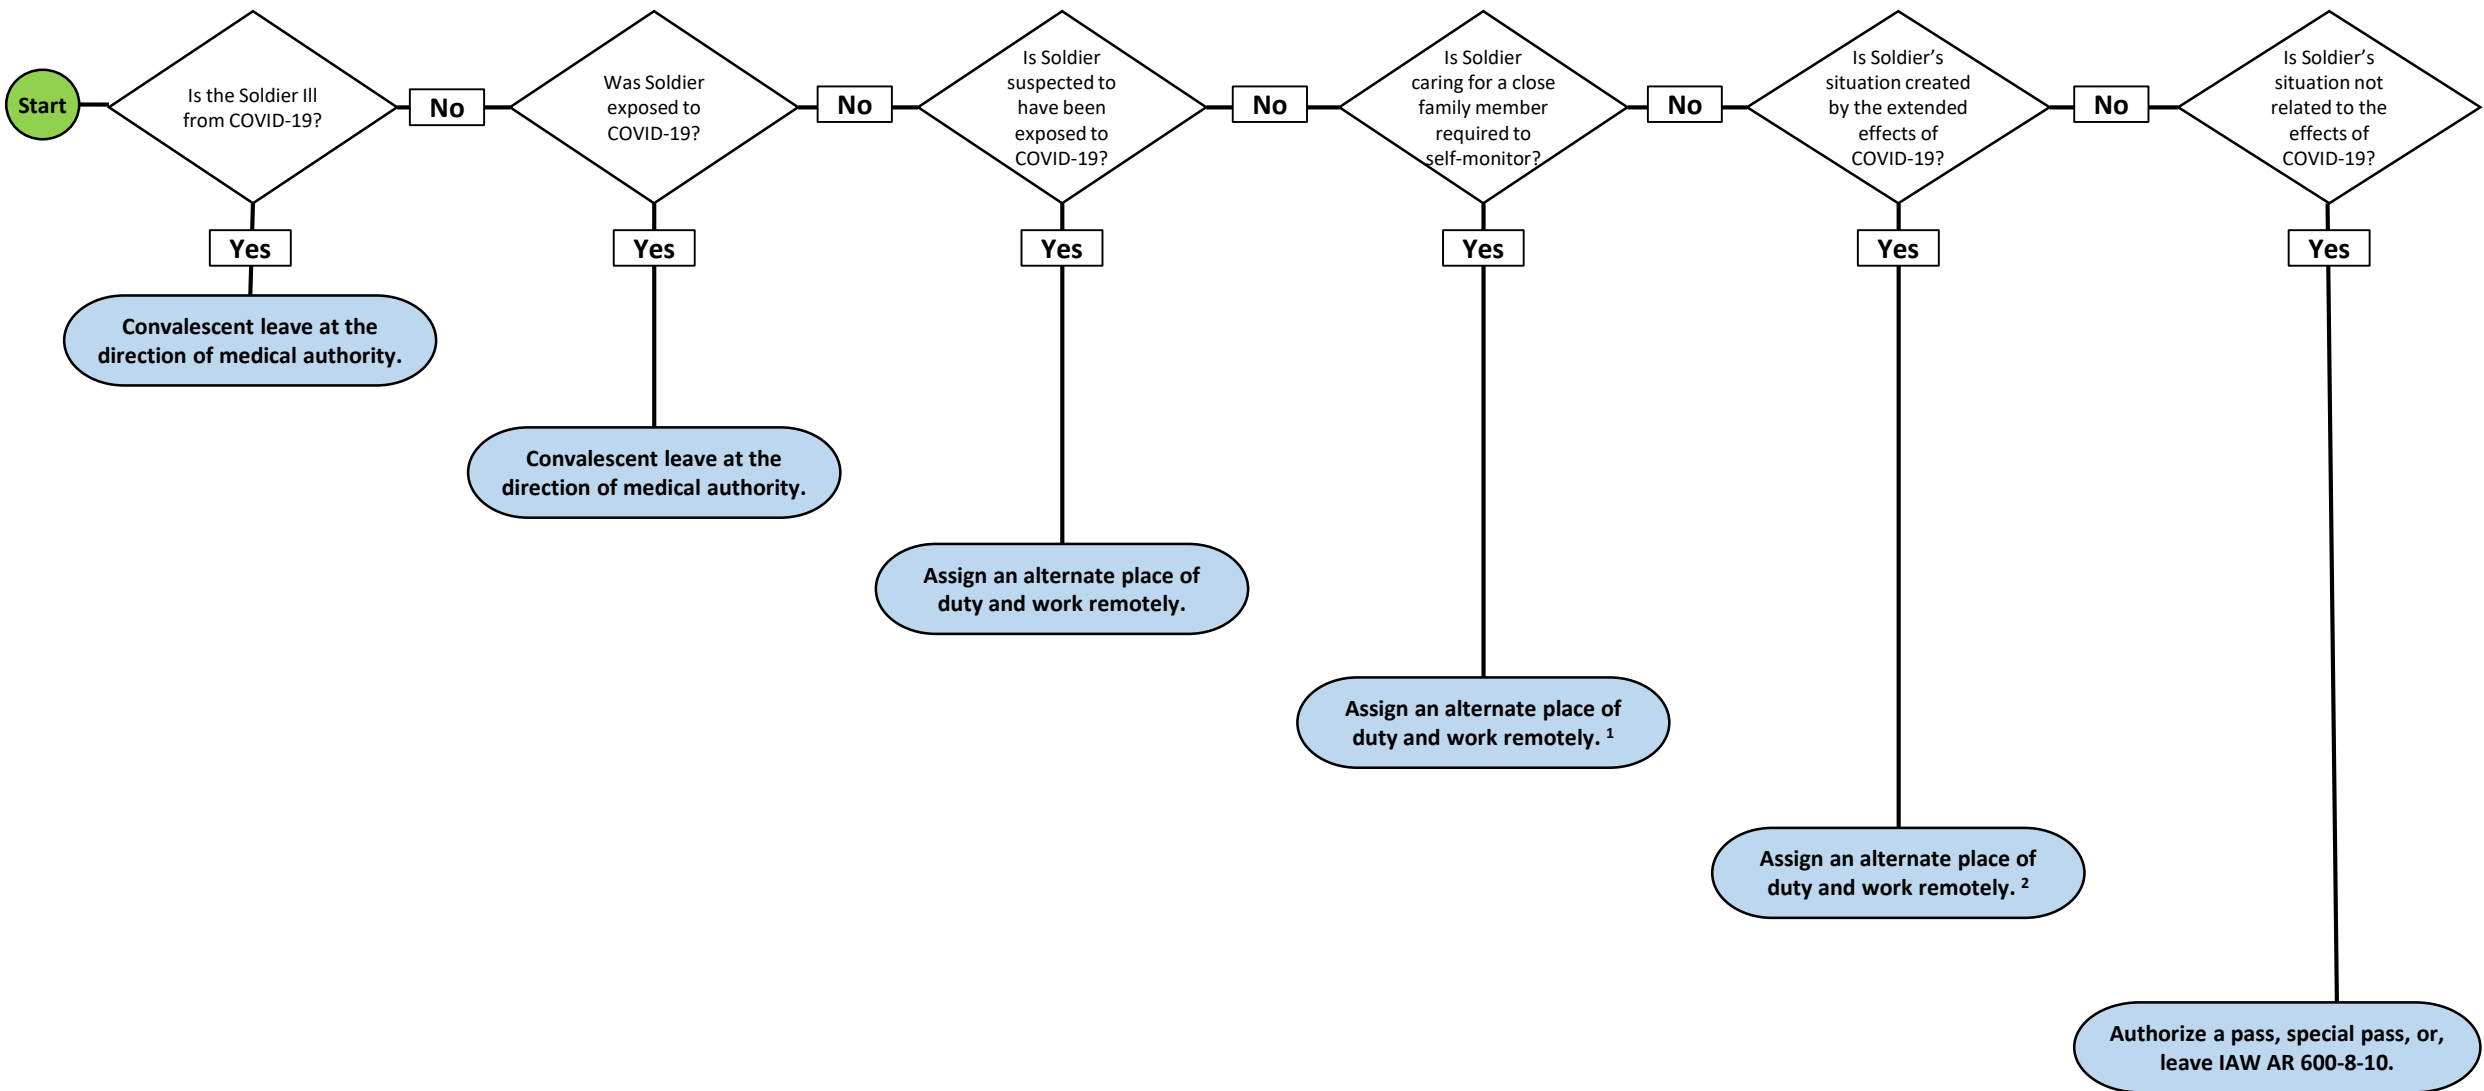 Start
Is the Soldier Ill
from COVID-19?
No
Was Soldier
exposed to
COVID-19?
No
Is Soldier
suspected to
have been
exposed to
COVID-19?
No
Is Soldier
caring for a close
family member
required to
self-monitor?
No
Is Soldier’s
situation created
by the extended
effects of
COVID-19?
No
Is Soldier’s
situation not
related to the
effects of
COVID-19?
Yes
Yes
Yes
Yes
Yes
Yes
Convalescent leave at the
direction of medical authority.
Convalescent leave at the
direction of medical authority.
Assign an alternate place of
duty and work remotely.
Assign an alternate place of
duty and work remotely. 1
Assign an alternate place of
duty and work remotely. 2
Authorize a pass, special pass, or,
leave IAW AR 600-8-10.